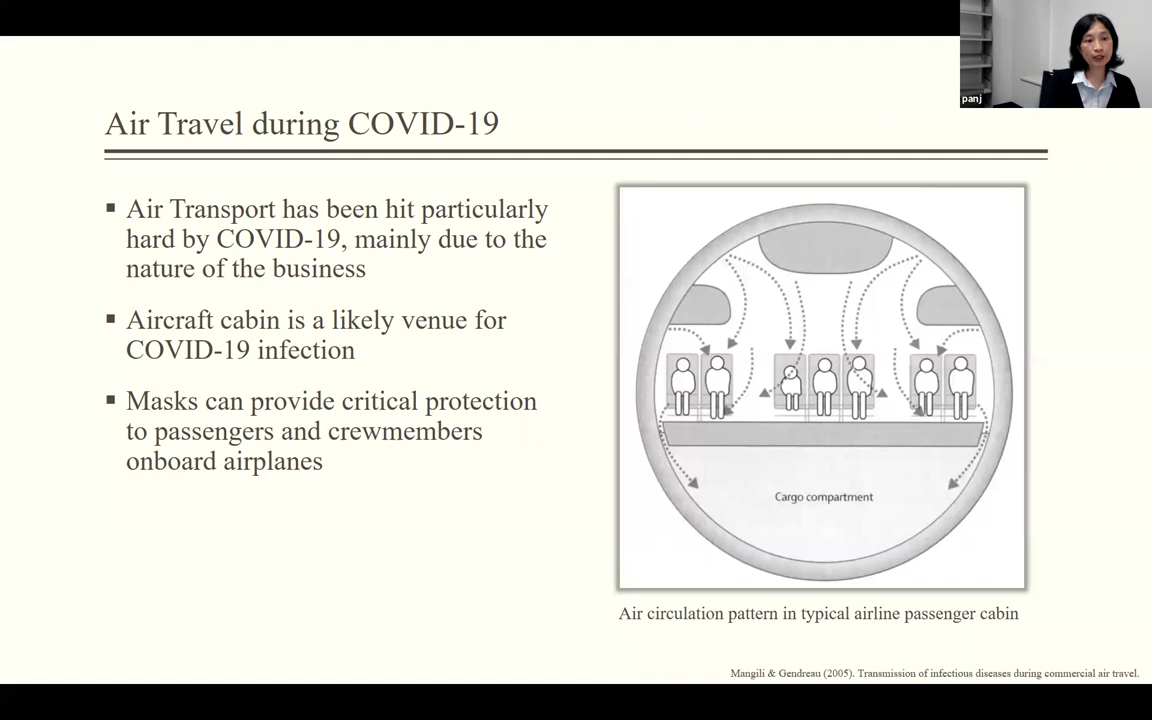 panj
Air Travel during COVID-19
▪ Air Transport has been hit particularly
hard by COVID-19, mainly due to the
nature of the business
▪ Aircraft cabin is a likely venue for
COVID-19 infection
▪ Masks can provide critical protection
to passengers and crewmembers
onboard airplanes
Cargo compartment
Air circulation pattern in typical airline passenger cabin
Mangili & Gendreau (2005). Transmission of infectious diseases during commercial air travel.